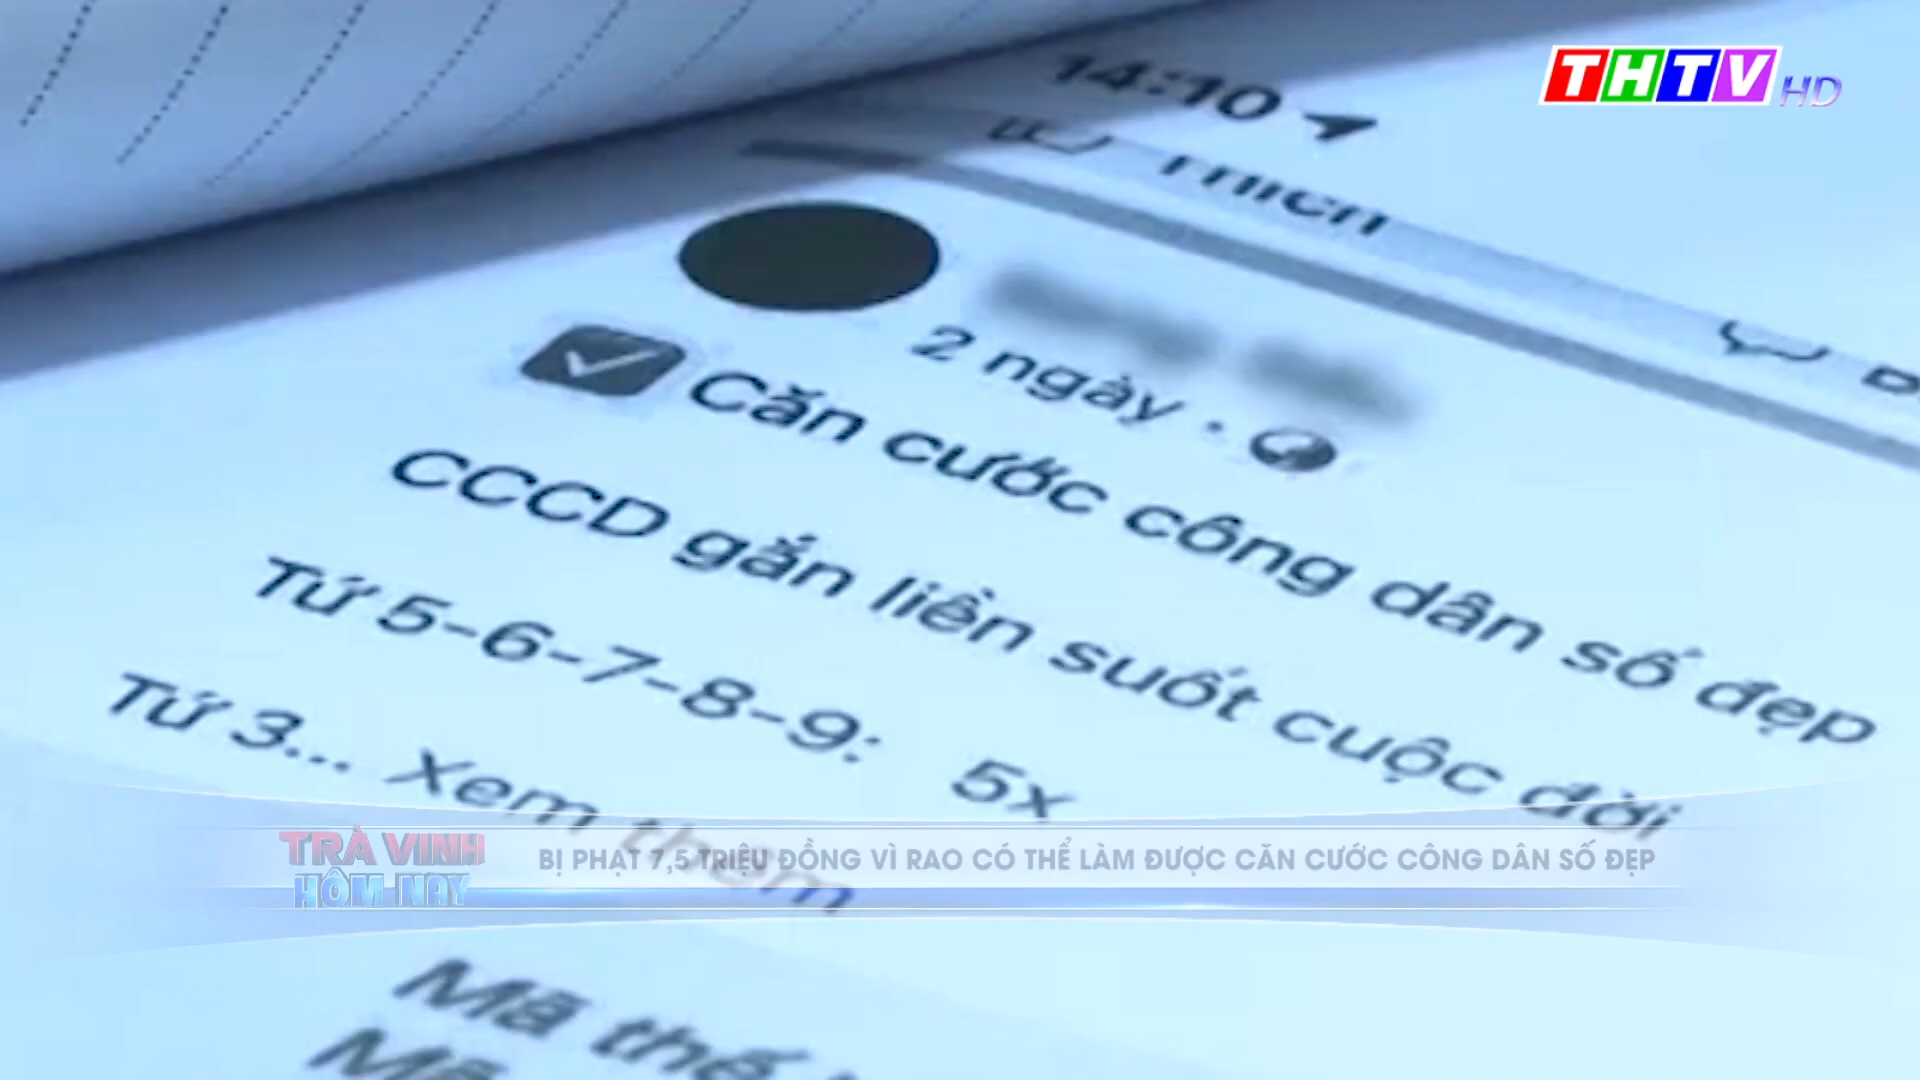 THTV HD
14:10
2 ngày
Căn cước công dân số đẹp
CCCD gắn liền suốt cuộc đời
Tứ 5-6-7-8-9: 5x
Tứ 3... Xem thêm
TRÀ VINH
HÔM NAY
BỊ PHẠT 7,5 TRIỆU ĐỒNG VÌ RAO CÓ THỂ LÀM ĐƯỢC CĂN CƯỚC CÔNG DÂN SỐ ĐẸP
Mã thế